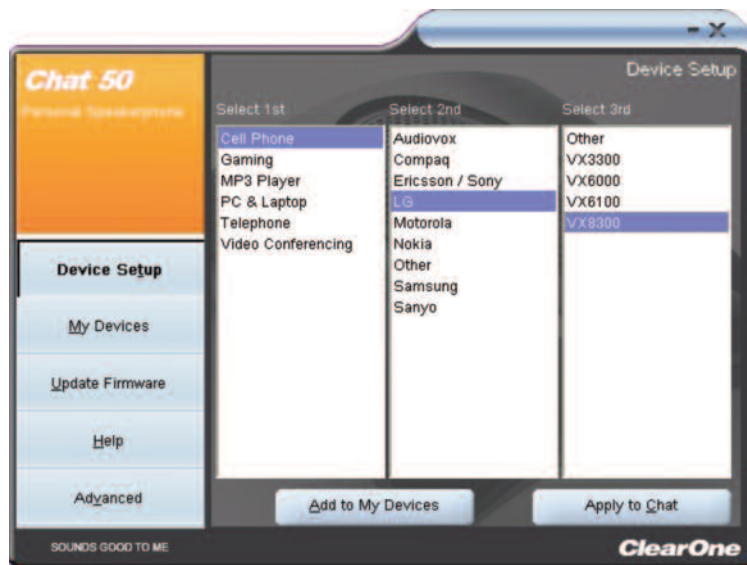 Chat 50
Personal Speakerphone
Device Setup
My Devices
Update Firmware
Help
Advanced
SOUNDS GOOD TO ME
Device Setup
Select 1st
Cell Phone
Gaming
MP3 Player
PC & Laptop
Telephone
Video Conferencing
Select 2nd
Audiovox
Compaq
Ericsson / Sony
LG
Motorola
Nokia
Other
Samsung
Sanyo
Select 3rd
Other
VX3300
VX6000
VX6100
VX8300
Add to My Devices
Apply to Chat
ClearOne